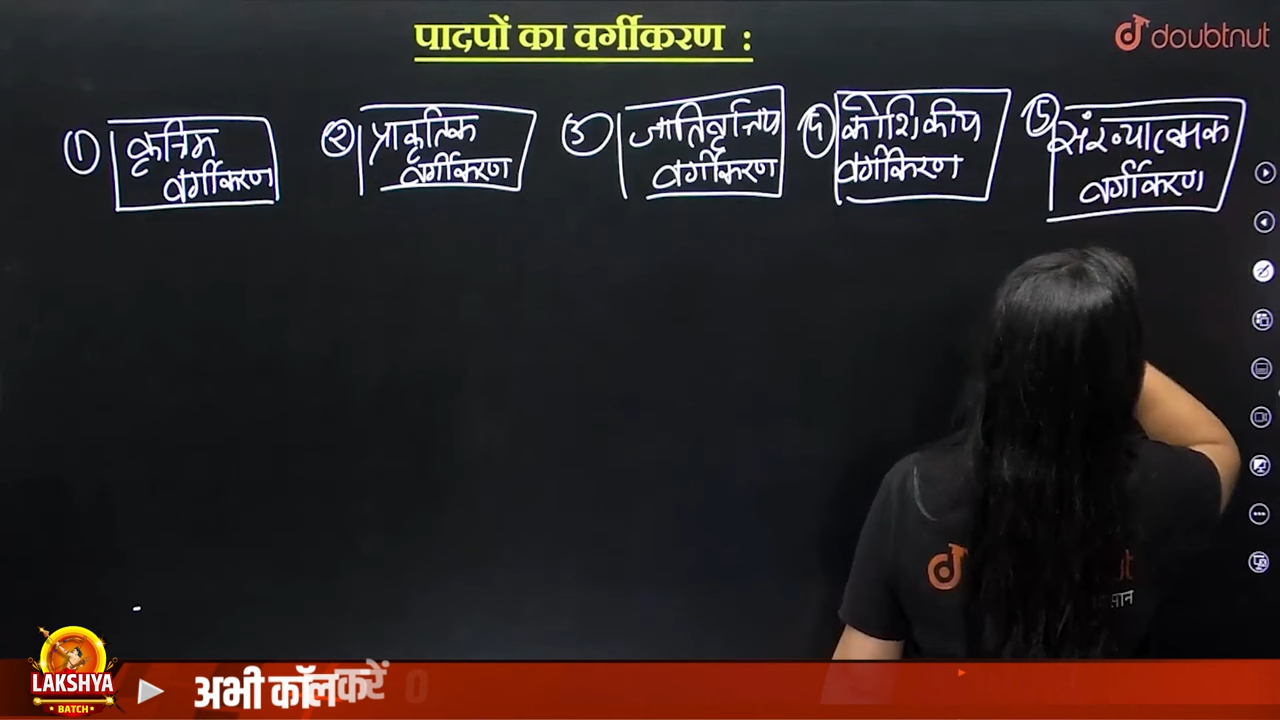 पादपों का वर्गीकरण :
doubtnut
① कृत्रिम
वर्गीकरण
② प्राकृतिक
वर्गीकरण
③ जातिवृत्तीय
वर्गीकरण
④ कोशिकीय
वर्गीकरण
⑤ संख्यात्मक
वर्गीकरण
LAKSHYA
BATCH
अभी कॉल करें 0